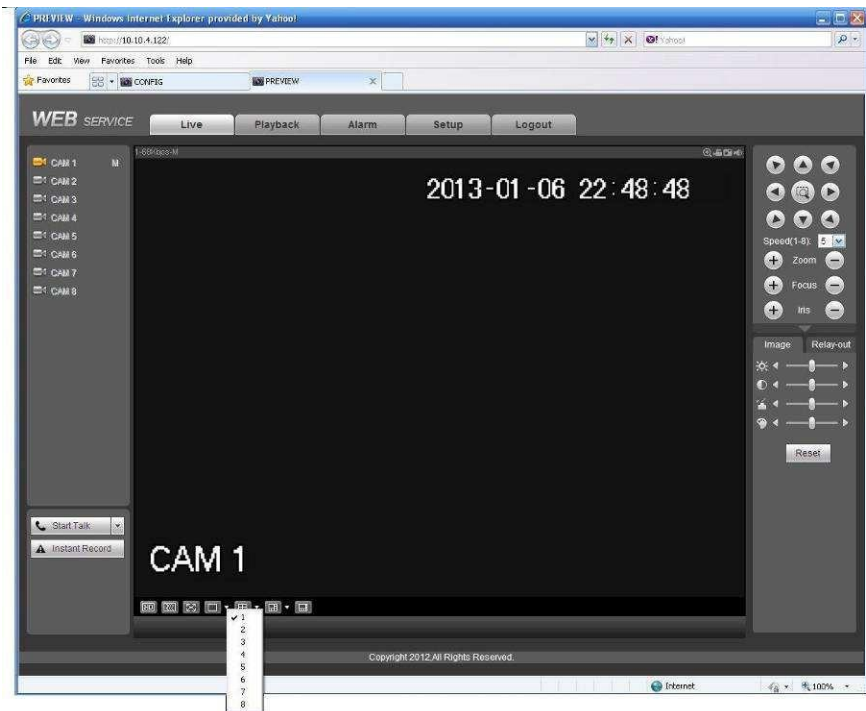 PREVIEW - Windows Internet Explorer provided by Yahoo!
http://10.10.4.122/
Yahoo!
File Edit View Favorites Tools Help
Favorites CONFIG PREVIEW
WEB SERVICE Live Playback Alarm Setup Logout
CAM 1 M
CAM 2
CAM 3
CAM 4
CAM 5
CAM 6
CAM 7
CAM 8
2013-01-06 22:48:48
Speed(1-8): 5
Zoom
Focus
Iris
Image Relay-out
Reset
Start Talk
Instant Record
CAM 1
1
2
3
4
5
6
7
8
Copyright 2012,All Rights Reserved.
Internet 100%